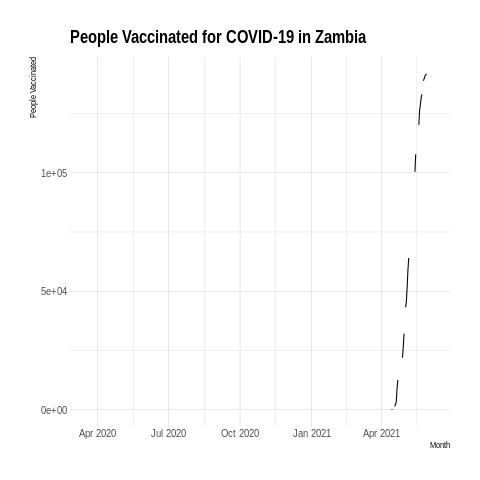 People Vaccinated for COVID-19 in Zambia
People Vaccinated
1e+05
5e+04
0e+00
Apr 2020 Jul 2020 Oct 2020 Jan 2021 Apr 2021
Month